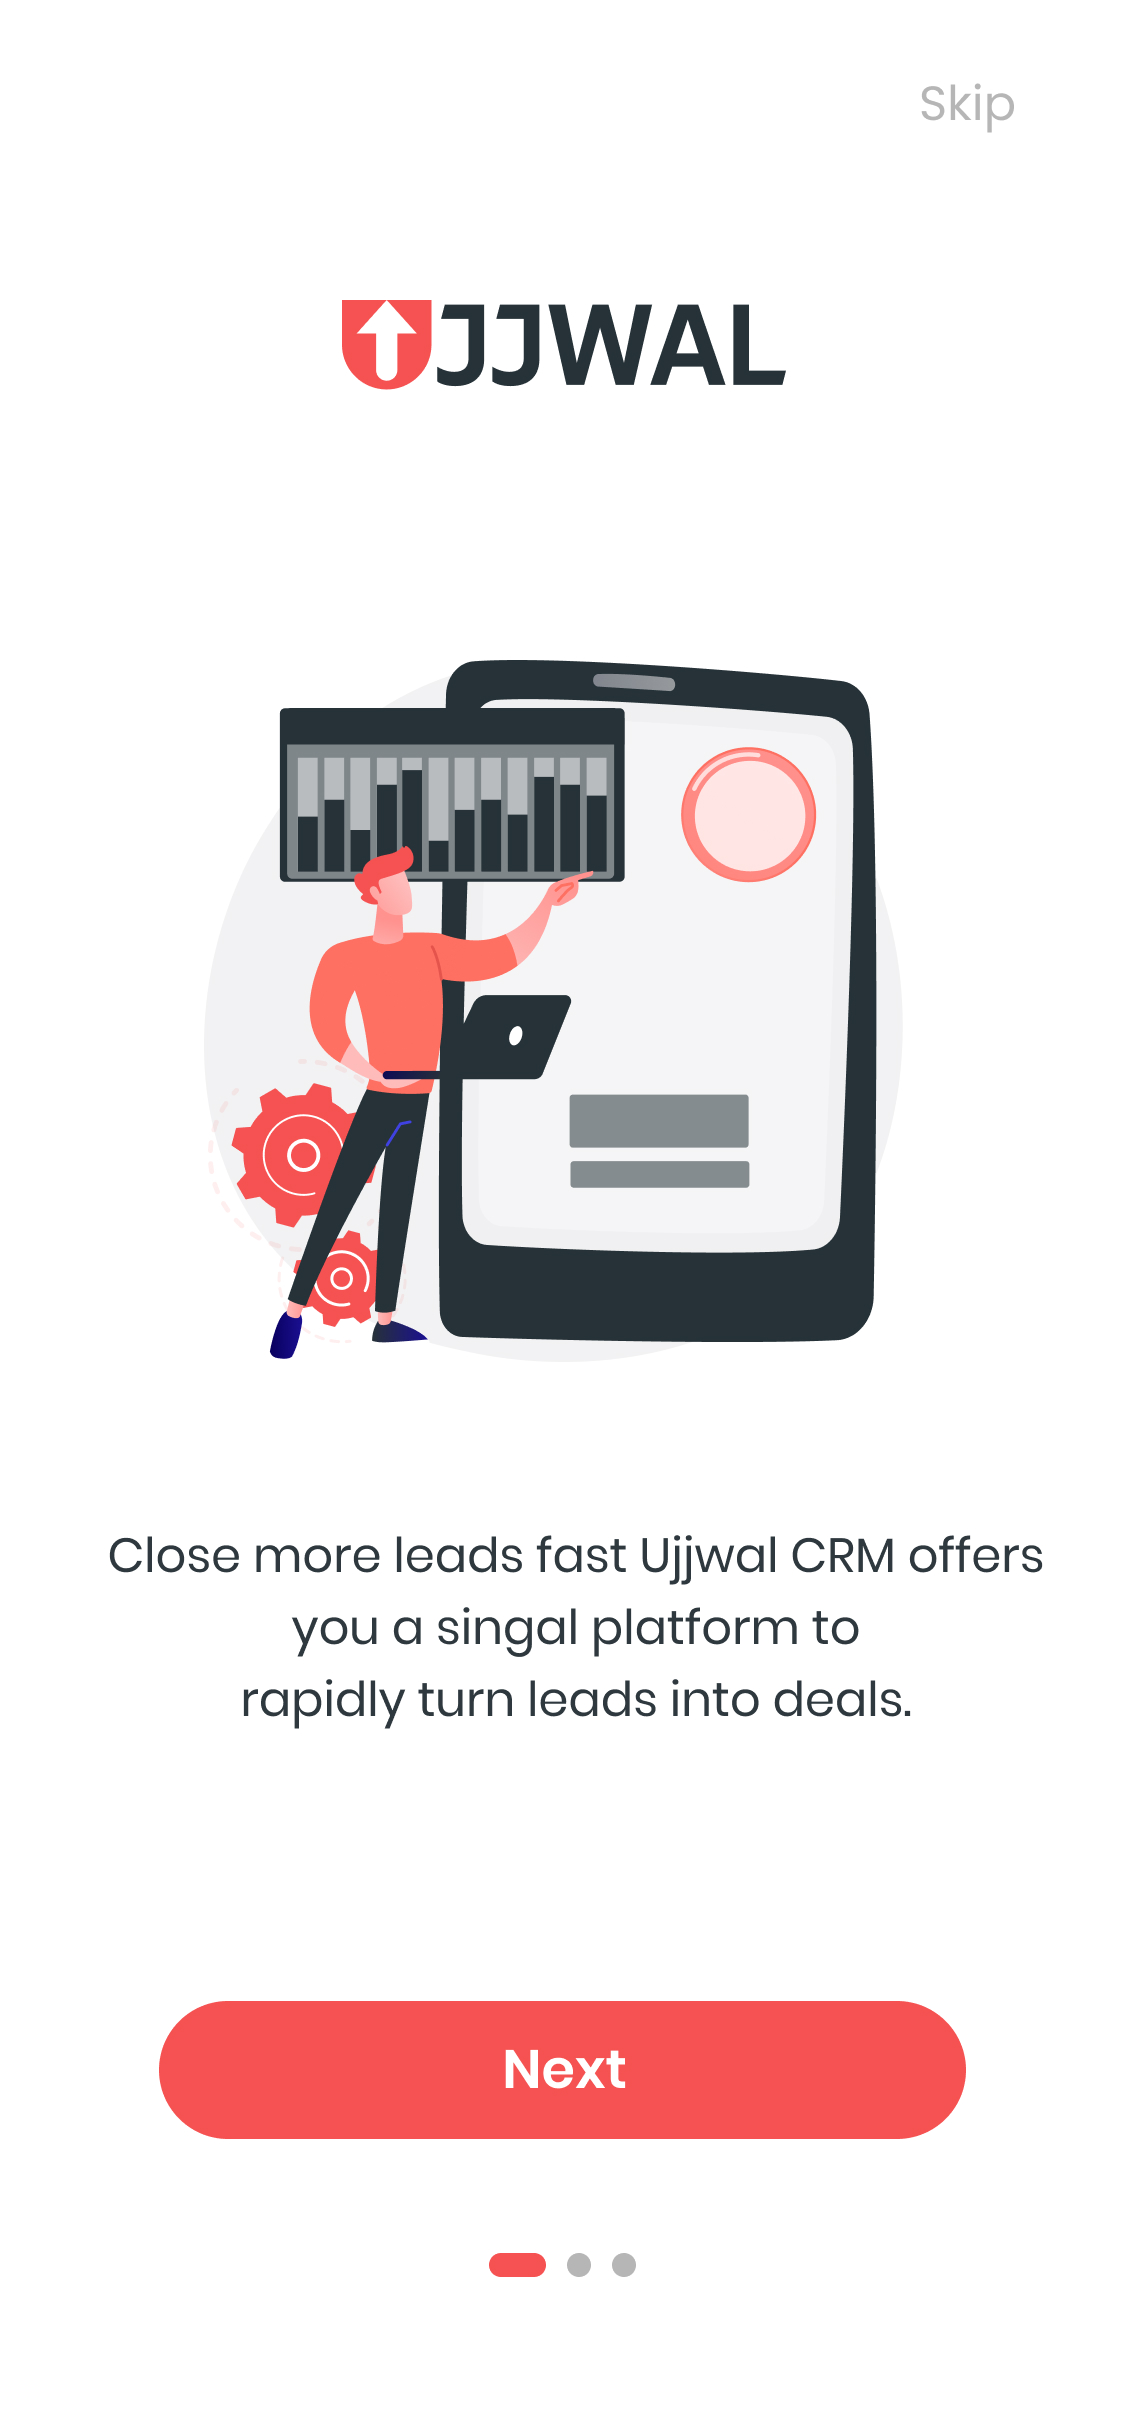 Skip
UJJWAL
Close more leads fast Ujjwal CRM offers
you a singal platform to
rapidly turn leads into deals.
Next